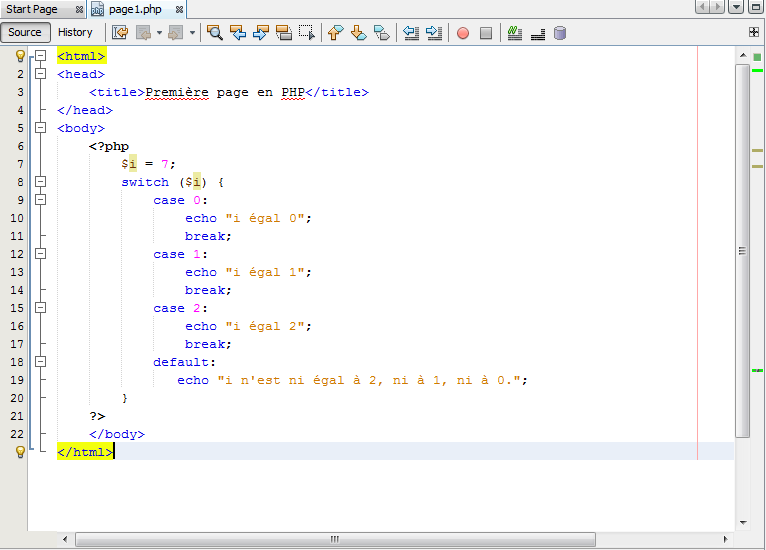 Start Page page1.php
Source History
<html>
2 <head>
3 <title>Première page en PHP</title>
4 </head>
5 <body>
6 <?php
7 $i = 7;
8 switch ($i) {
9 case 0:
10 echo "i égal 0";
11 break;
12 case 1:
13 echo "i égal 1";
14 break;
15 case 2:
16 echo "i égal 2";
17 break;
18 default:
19 echo "i n'est ni égal à 2, ni à 1, ni à 0.";
20 }
21 ?>
22 </body>
</html>